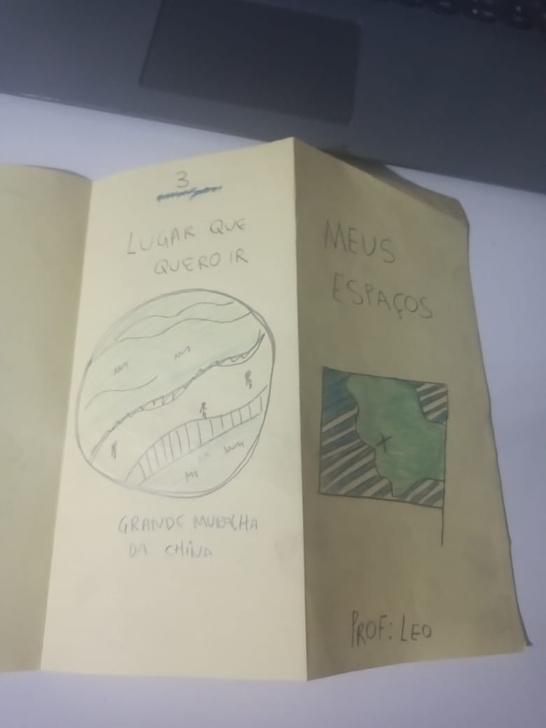 3
LUGAR QUE
QUERO IR
GRANDE MURALHA
DA CHINA
MEUS
ESPAÇOS
PROF: LEO